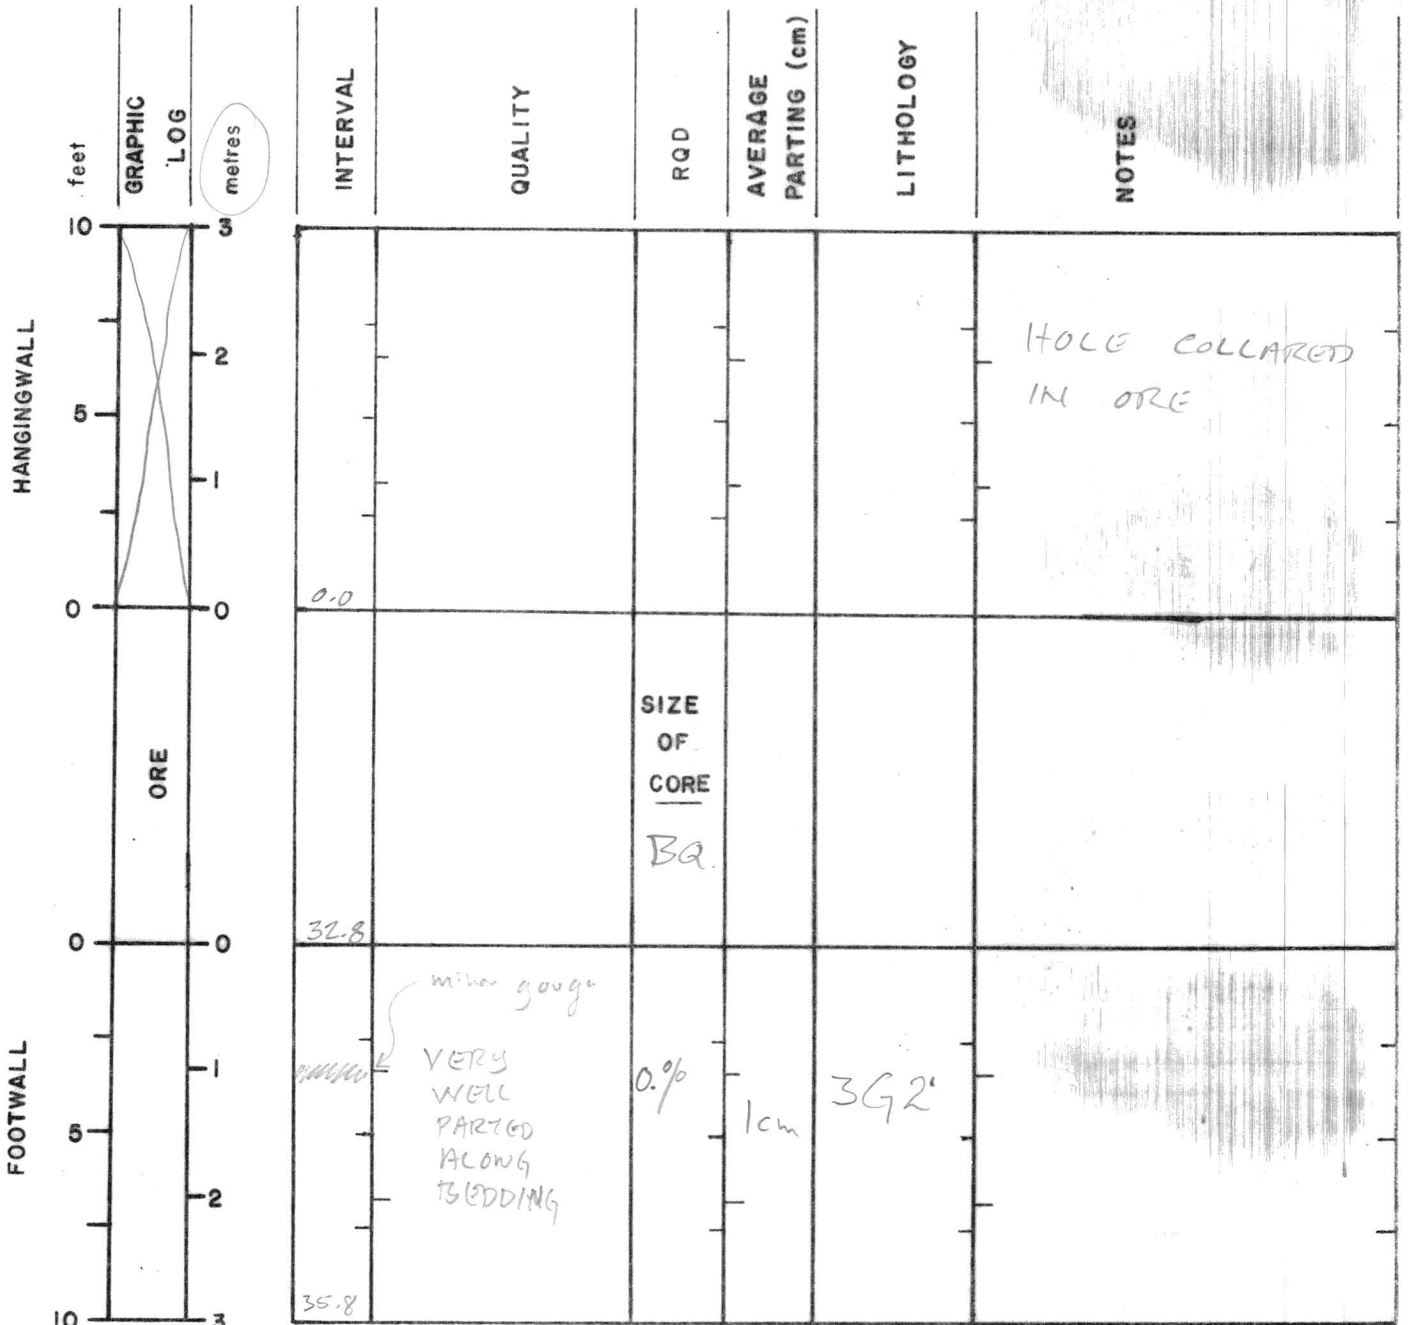 feet
GRAPHIC LOG
metres
INTERVAL
QUALITY
RQD
AVERAGE
PARTING (cm)
LITHOLOGY
NOTES
HANGINGWALL
10
5
0
3
2
1
0
0.0
HOLE COLLARED
IN ORE
ORE
SIZE
OF
CORE
BQ.
32.8
FOOTWALL
0
5
10
0
1
2
3
minor gouge
VERY
WELL
PARTED
ALONG
BEDDING
0.%
1cm
3G2
35.8